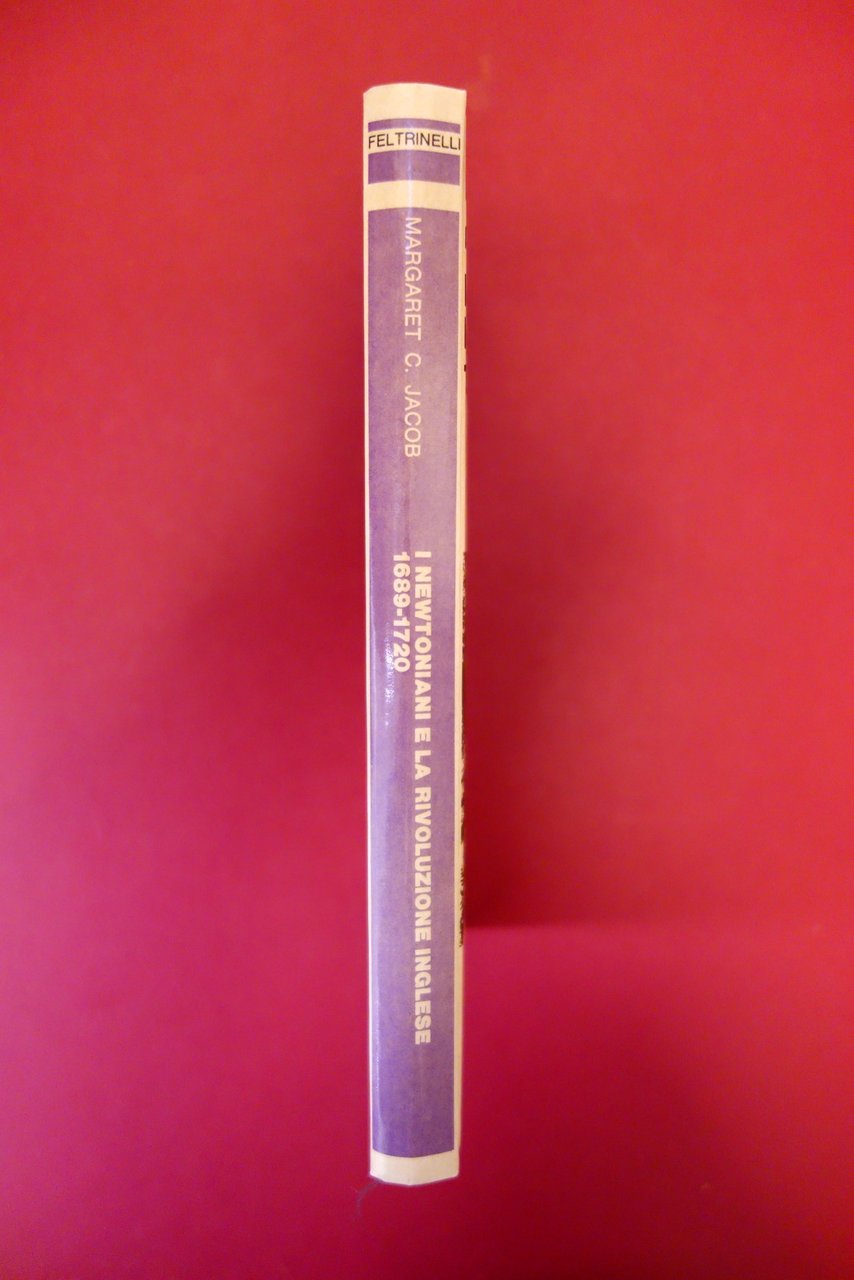 FELTRINELLI
MARGARET C. JACOB
I NEWTONIANI E LA RIVOLUZIONE INGLESE
1689-1720